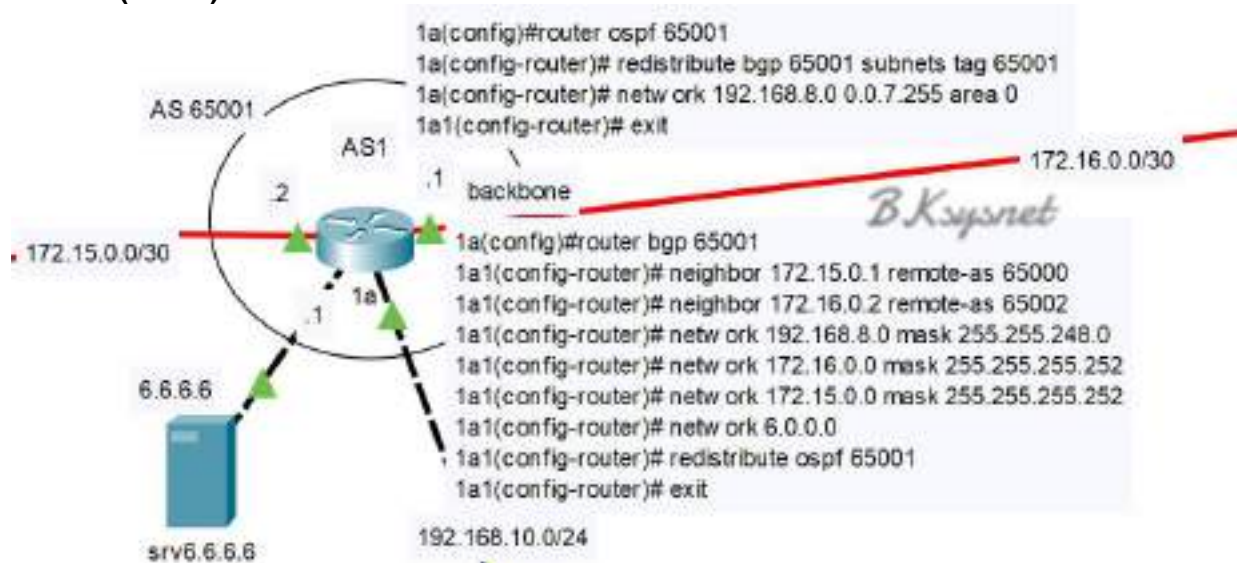 1a(config)#router ospf 65001
1a(config-router)# redistribute bgp 65001 subnets tag 65001
1a(config-router)# netw ork 192.168.8.0 0.0.7.255 area 0
1a1(config-router)# exit
AS 65001
AS1
172.16.0.0/30
.2
.1
backbone
B.Ksysnet
172.15.0.0/30
1a(config)#router bgp 65001
1a1(config-router)# neighbor 172.15.0.1 remote-as 65000
1a1(config-router)# neighbor 172.16.0.2 remote-as 65002
1a1(config-router)# netw ork 192.168.8.0 mask 255.255.248.0
1a1(config-router)# netw ork 172.16.0.0 mask 255.255.255.252
1a1(config-router)# netw ork 172.15.0.0 mask 255.255.255.252
1a1(config-router)# netw ork 6.0.0.0
1a1(config-router)# redistribute ospf 65001
1a1(config-router)# exit
1a
.1
6.6.6.6
192.168.10.0/24
srv6.6.6.6